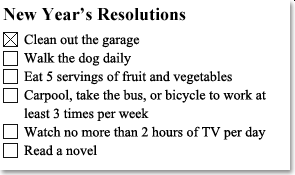 New Year's Resolutions
Clean out the garage
Walk the dog daily
Eat 5 servings of fruit and vegetables
Carpool, take the bus, or bicycle to work at
least 3 times per week
Watch no more than 2 hours of TV per day
Read a novel